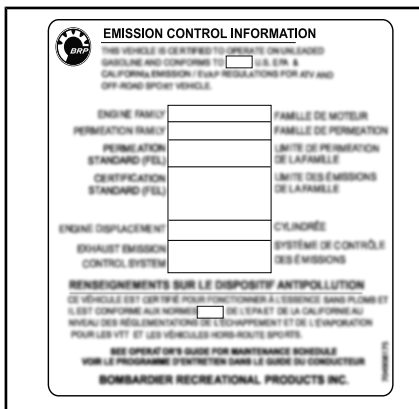 BRP
EMISSION CONTROL INFORMATION
THIS VEHICLE IS CERTIFIED TO OPERATE ON UNLEADED
GASOLINE AND CONFORMS TO U.S. EPA &
CALIFORNIA EMISSION / EVAP REGULATIONS FOR ATV AND
OFF-ROAD SPORT VEHICLE.
ENGINE FAMILY FAMILLE DE MOTEUR
PERMEATION FAMILY FAMILLE DE PERMEATION
PERMEATION LIMITE DE PERMEATION
STANDARD (FEL) DE LA FAMILLE
CERTIFICATION LIMITE DES ÉMISSIONS
STANDARD (FEL) DE LA FAMILLE
ENGINE DISPLACEMENT CYLINDRÉE
EXHAUST EMISSION SYSTÈME DE CONTRÔLE
CONTROL SYSTEM DES ÉMISSIONS
RENSEIGNEMENTS SUR LE DISPOSITIF ANTIPOLLUTION
CE VÉHICULE EST CERTIFIÉ POUR FONCTIONNER À L'ESSENCE SANS PLOMB ET
IL EST CONFORME AUX NORMES DE L'EPA ET DE LA CALIFORNIE AU
NIVEAU DES RÉGLEMENTATIONS DE L'ÉCHAPPEMENT ET DE L'ÉVAPORATION
POUR LES VTT ET LES VÉHICULES HORS-ROUTE SPORTS.
SEE OPERATOR'S GUIDE FOR MAINTENANCE SCHEDULE
VOIR LE PROGRAMME D'ENTRETIEN DANS LE GUIDE DU CONDUCTEUR
BOMBARDIER RECREATIONAL PRODUCTS INC.